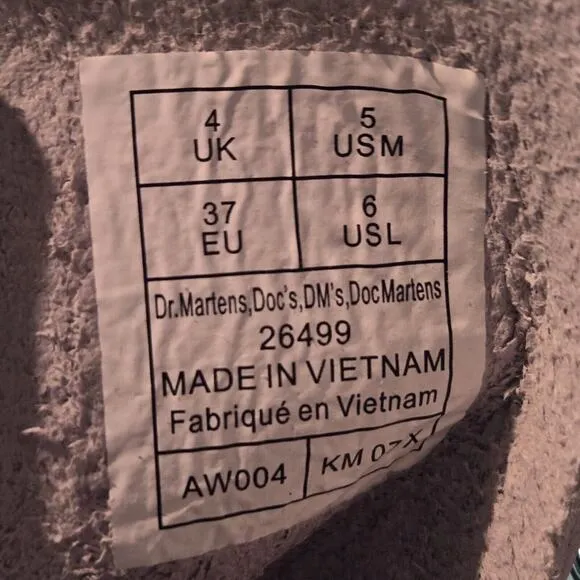 4 UK
5 USM
37 EU
6 USL
Dr.Martens,Doc's,DM's,DocMartens
26499
MADE IN VIETNAM
Fabriqué en Vietnam
AW004
KM